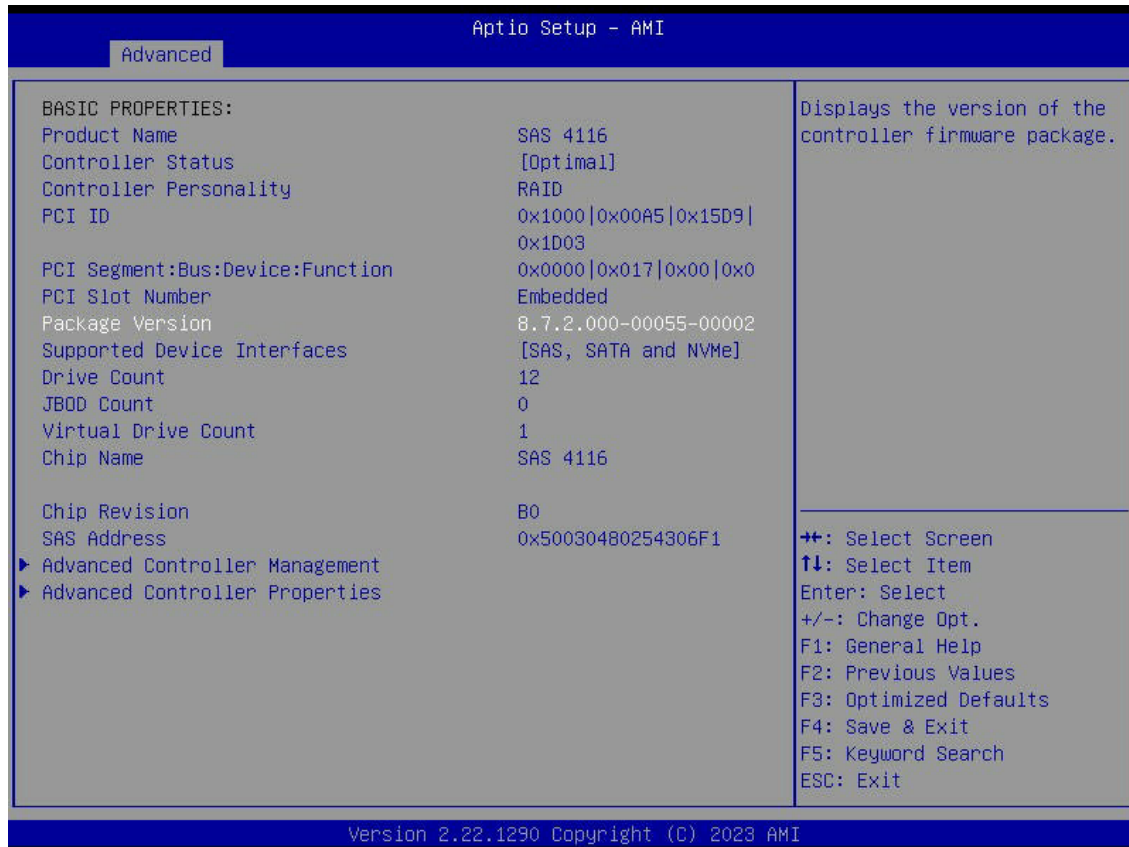 Aptio Setup - AMI
Advanced
BASIC PROPERTIES:
Product Name SAS 4116
Controller Status [Optimal]
Controller Personality RAID
PCI ID 0x1000|0x00A5|0x15D9|
0x1D03
PCI Segment:Bus:Device:Function 0x0000|0x017|0x00|0x0
PCI Slot Number Embedded
Package Version 8.7.2.000-00055-00002
Supported Device Interfaces [SAS, SATA and NVMe]
Drive Count 12
JBOD Count 0
Virtual Drive Count 1
Chip Name SAS 4116
Chip Revision B0
SAS Address 0x50030480254306F1
Advanced Controller Management
Advanced Controller Properties
Displays the version of the
controller firmware package.
→←: Select Screen
↑↓: Select Item
Enter: Select
+/-: Change Opt.
F1: General Help
F2: Previous Values
F3: Optimized Defaults
F4: Save & Exit
F5: Keyword Search
ESC: Exit
Version 2.22.1290 Copyright (C) 2023 AMI